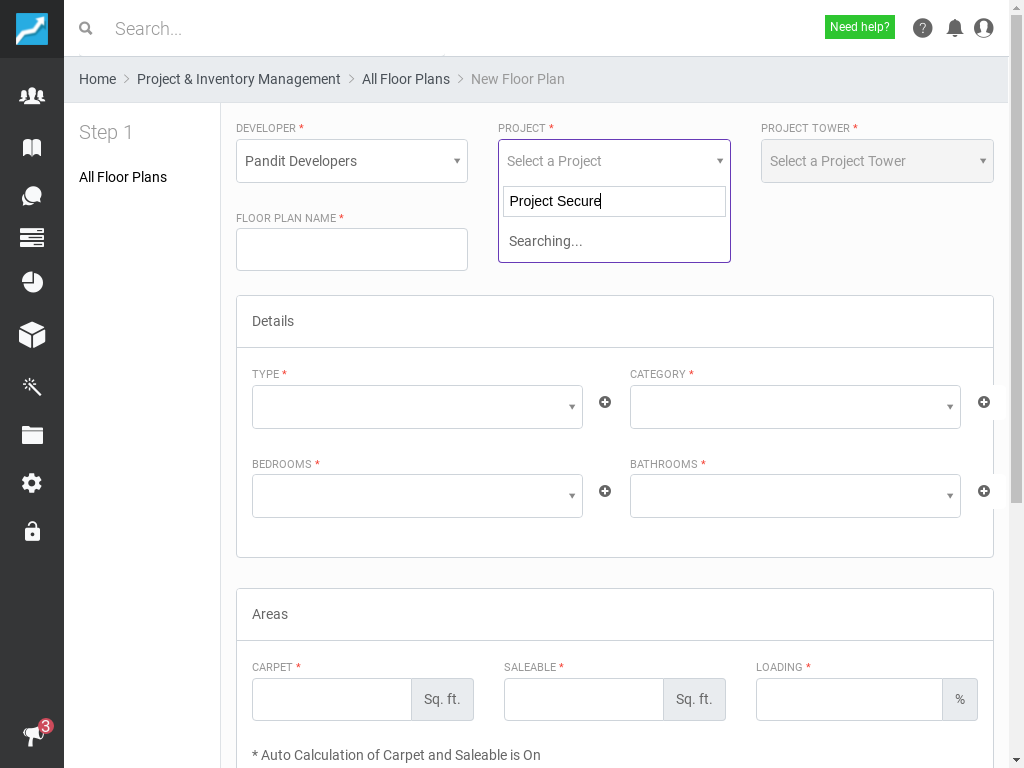 Search...
Need help?
?
Home > Project & Inventory Management > All Floor Plans > New Floor Plan
Step 1
All Floor Plans
DEVELOPER *
Pandit Developers
PROJECT *
Select a Project
Project Secure
Searching...
PROJECT TOWER *
Select a Project Tower
FLOOR PLAN NAME *
Details
TYPE *
CATEGORY *
BEDROOMS *
BATHROOMS *
Areas
CARPET *
Sq. ft.
SALEABLE *
Sq. ft.
LOADING *
%
* Auto Calculation of Carpet and Saleable is On
3